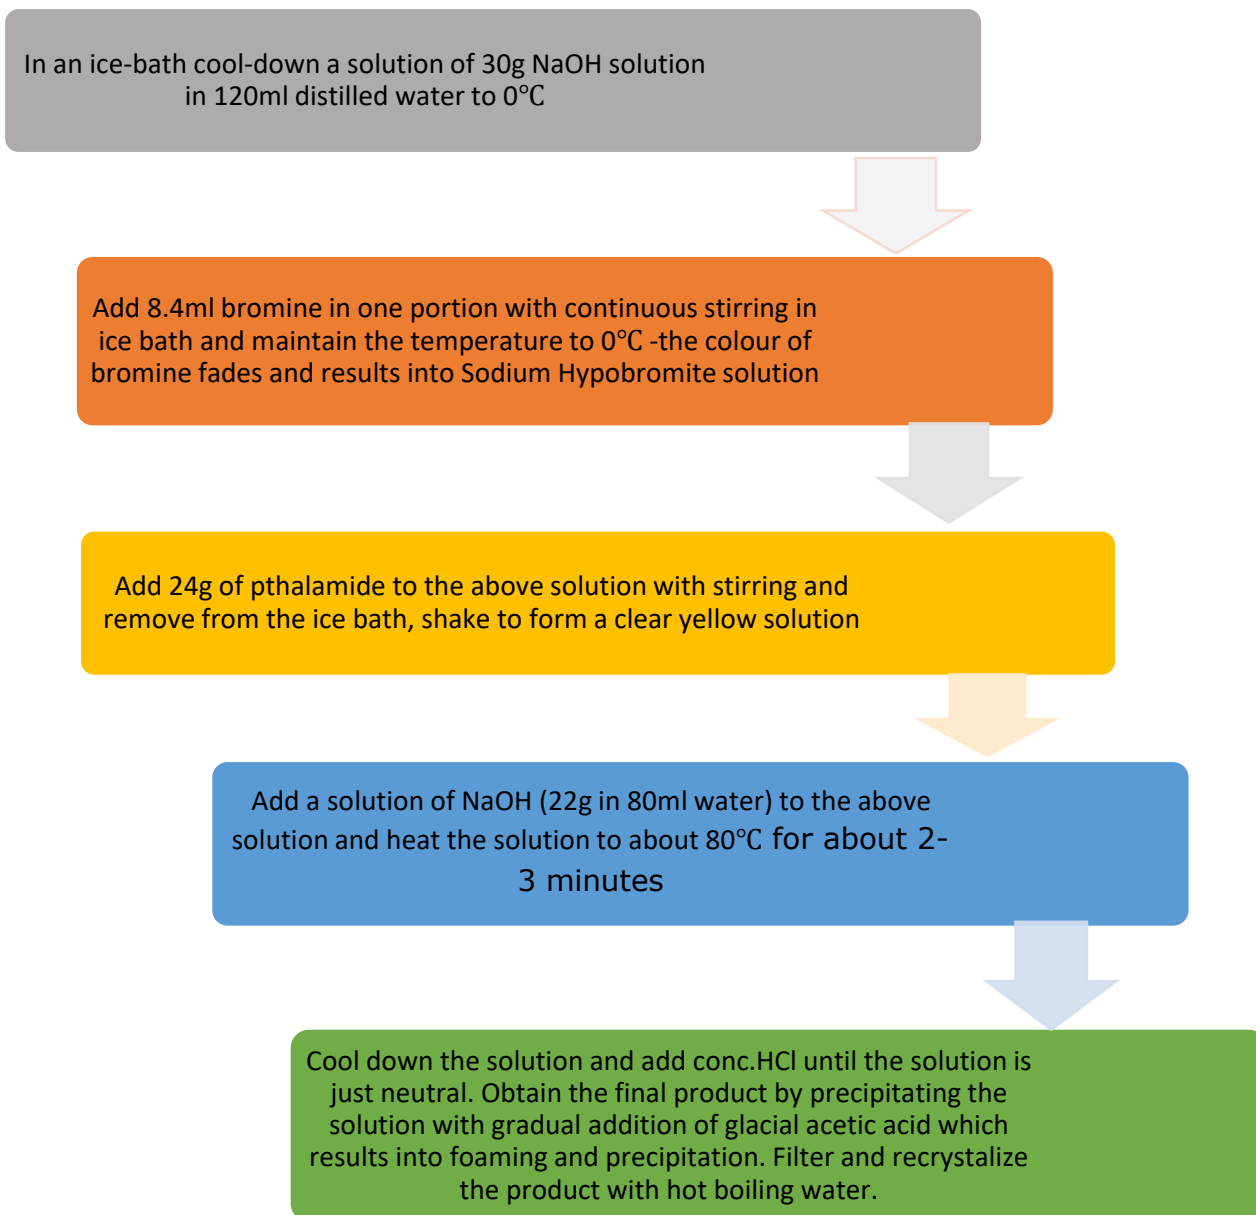 In an ice-bath cool-down a solution of 30g NaOH solution
in 120ml distilled water to 0℃
Add 8.4ml bromine in one portion with continuous stirring in
ice bath and maintain the temperature to 0℃ -the colour of
bromine fades and results into Sodium Hypobromite solution
Add 24g of pthalamide to the above solution with stirring and
remove from the ice bath, shake to form a clear yellow solution
Add a solution of NaOH (22g in 80ml water) to the above
solution and heat the solution to about 80℃ for about 2-
3 minutes
Cool down the solution and add conc.HCl until the solution is
just neutral. Obtain the final product by precipitating the
solution with gradual addition of glacial acetic acid which
results into foaming and precipitation. Filter and recrystalize
the product with hot boiling water.